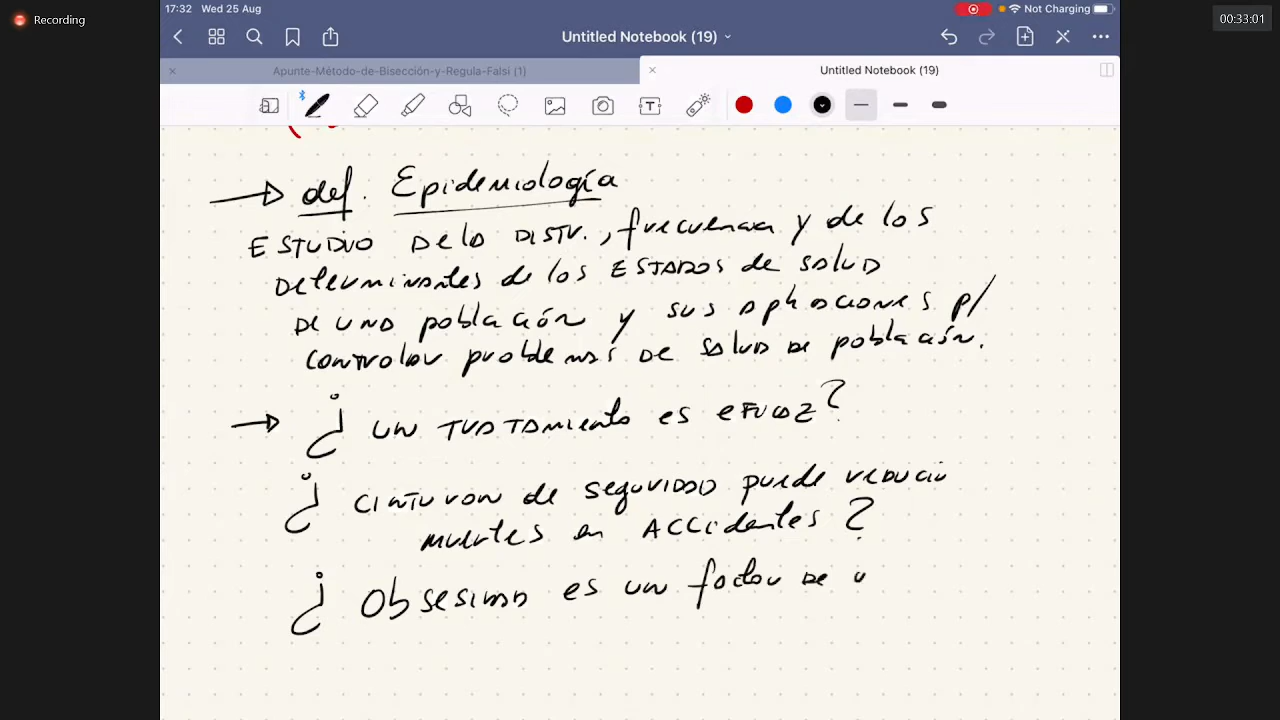 Recording
17:32 Wed 25 Aug
Not Charging
00:33:01
Untitled Notebook (19)
Apunte-Método-de-Bisección-y-Regula-Falsi (1)
Untitled Notebook (19)
def. Epidemiología
ESTUDIO DE la DISTR., frecuencia y de los
Determinantes de los ESTADOS de salud
DE UNA población y sus aplicaciones p/
CONTROLAR problemas DE SALUD DE población.
¿ UN TRATAMIENTO es EFICAZ?
¿ CINTURON de SEGURIDAD puede REDUCIR
muertes en ACCidentes?
¿ Obsesidad es un factor DE